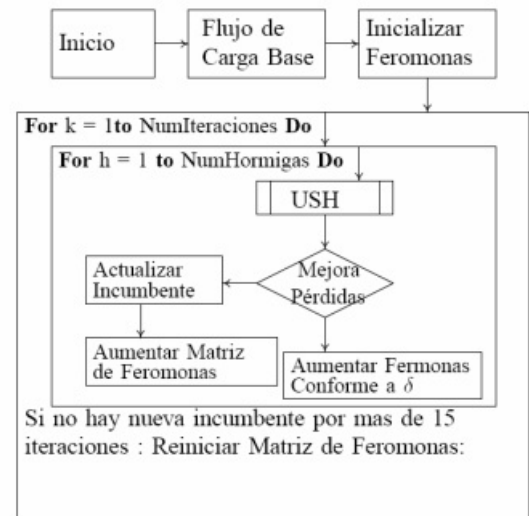 Inicio
Flujo de
Carga Base
Inicializar
Feromonas
For k = 1to NumIteraciones Do
For h = 1 to NumHormigas Do
USH
Mejora
Pérdidas
Actualizar
Incumbente
Aumentar Matriz
de Feromonas
Aumentar Fermonas
Conforme a δ
Si no hay nueva incumbente por mas de 15
iteraciones : Reiniciar Matriz de Feromonas: